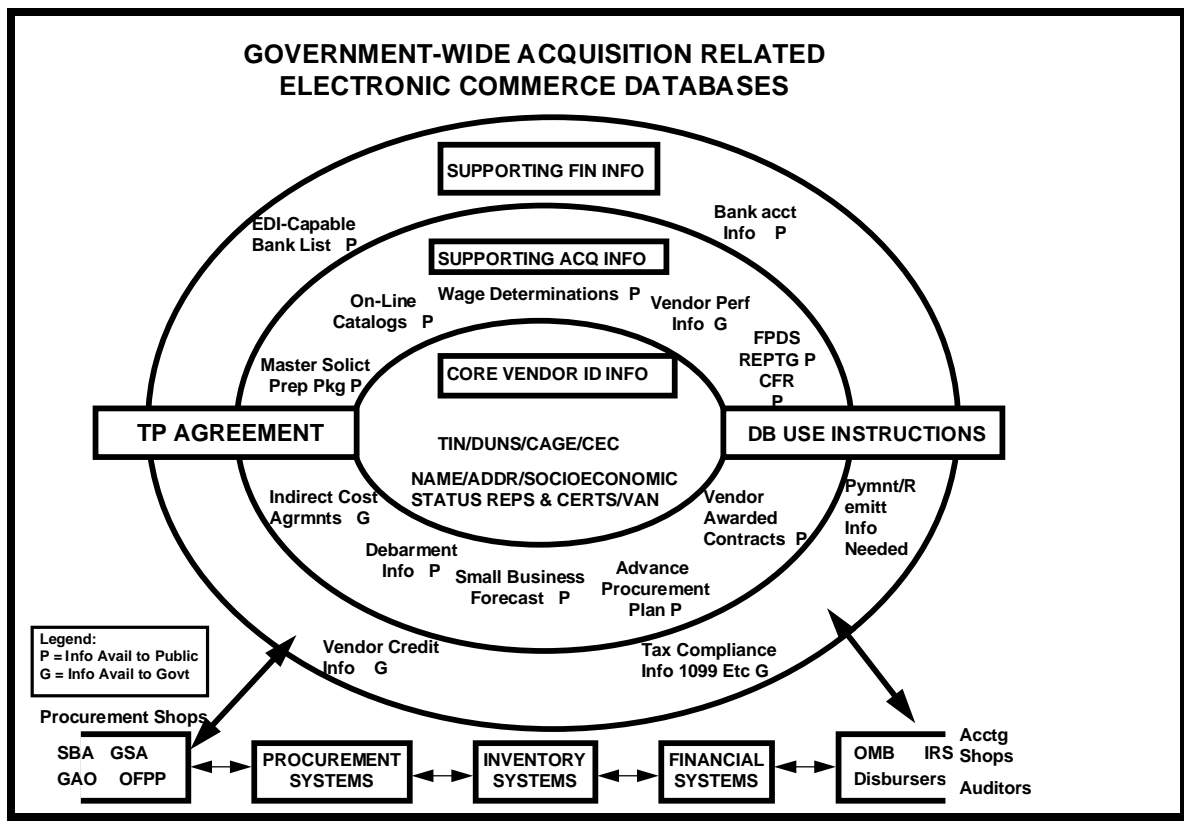 GOVERNMENT-WIDE ACQUISITION RELATED
ELECTRONIC COMMERCE DATABASES
SUPPORTING FIN INFO
EDI-Capable
Bank List P
Bank acct
Info P
SUPPORTING ACQ INFO
Wage Determinations P
On-Line
Catalogs P
Vendor Perf
Info G
FPDS
REPTG P
CFR
P
Master Solict
Prep Pkg P
CORE VENDOR ID INFO
TP AGREEMENT
DB USE INSTRUCTIONS
TIN/DUNS/CAGE/CEC
NAME/ADDR/SOCIOECONOMIC
STATUS REPS & CERTS/VAN
Indirect Cost
Agrmnts G
Vendor
Awarded
Contracts P
Pymnt/R
emitt
Info
Needed
Debarment
Info P
Small Business
Forecast P
Advance
Procurement
Plan P
Legend:
P = Info Avail to Public
G = Info Avail to Govt
Vendor Credit
Info G
Tax Compliance
Info 1099 Etc G
Procurement Shops
SBA GSA
GAO OFPP
PROCUREMENT
SYSTEMS
INVENTORY
SYSTEMS
FINANCIAL
SYSTEMS
OMB IRS
Disbursers
Acctg
Shops
Auditors